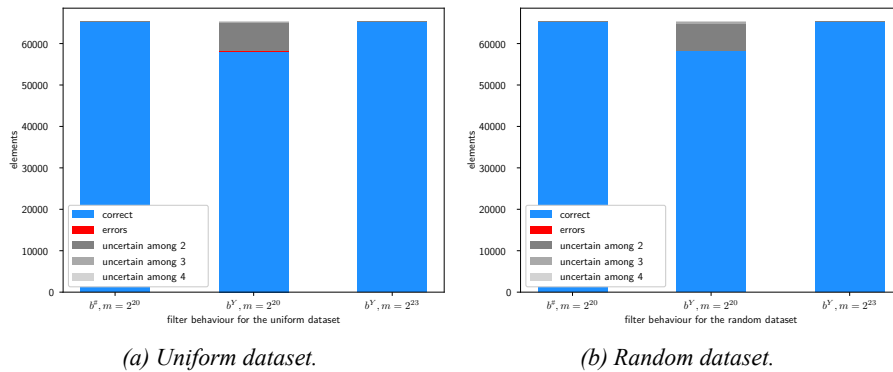 60000
50000
40000
30000
20000
10000
0
elements
correct
errors
uncertain among 2
uncertain among 3
uncertain among 4
b^g, m = 2^20
b^Y, m = 2^20
b^Y, m = 2^23
filter behaviour for the uniform dataset
(a) Uniform dataset.
60000
50000
40000
30000
20000
10000
0
elements
correct
errors
uncertain among 2
uncertain among 3
uncertain among 4
b^g, m = 2^20
b^Y, m = 2^20
b^Y, m = 2^23
filter behaviour for the random dataset
(b) Random dataset.